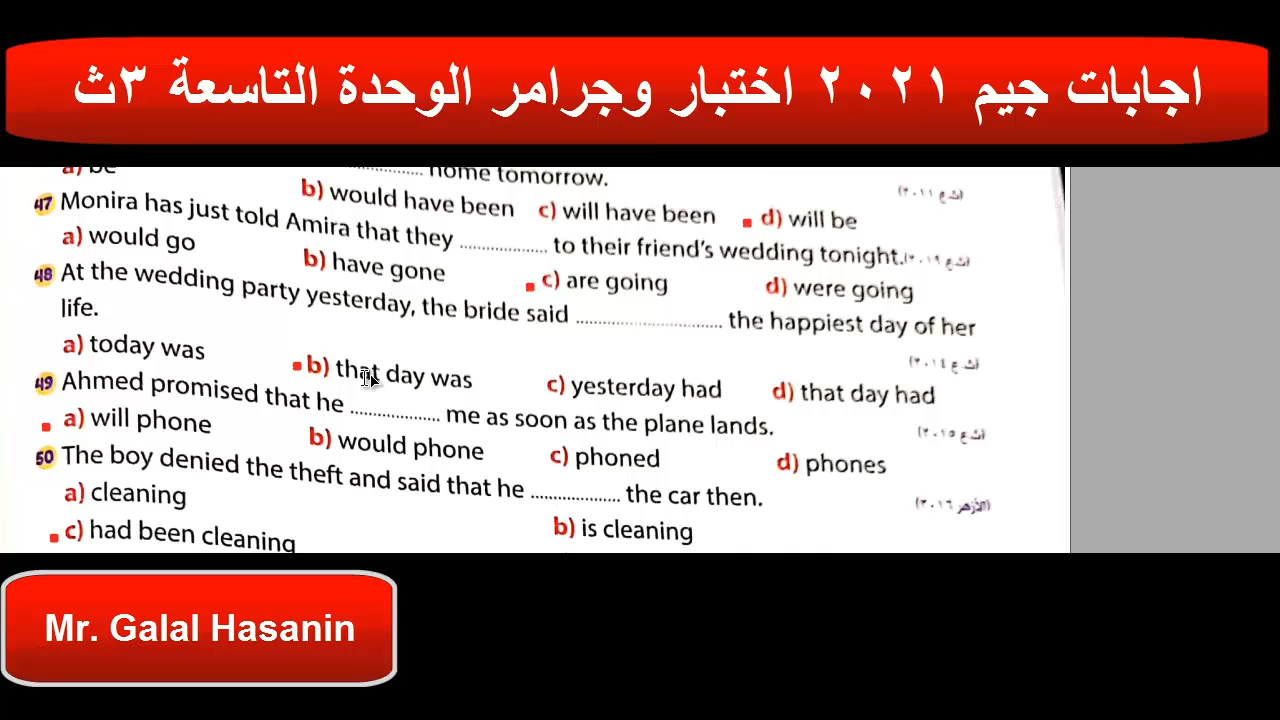 اجابات جيم ٢٠٢١ اختبار وجرامر الوحدة التاسعة ٣ث
a) be .............. home tomorrow.
b) would have been c) will have been d) will be
47 Monira has just told Amira that they ................... to their friend's wedding tonight.
a) would go b) have gone c) are going d) were going
48 At the wedding party yesterday, the bride said ............................... the happiest day of her
life.
a) today was b) that day was c) yesterday had d) that day had
49 Ahmed promised that he ................... me as soon as the plane lands.
a) will phone b) would phone c) phoned d) phones
50 The boy denied the theft and said that he ................... the car then.
a) cleaning b) is cleaning
c) had been cleaning
Mr. Galal Hasanin